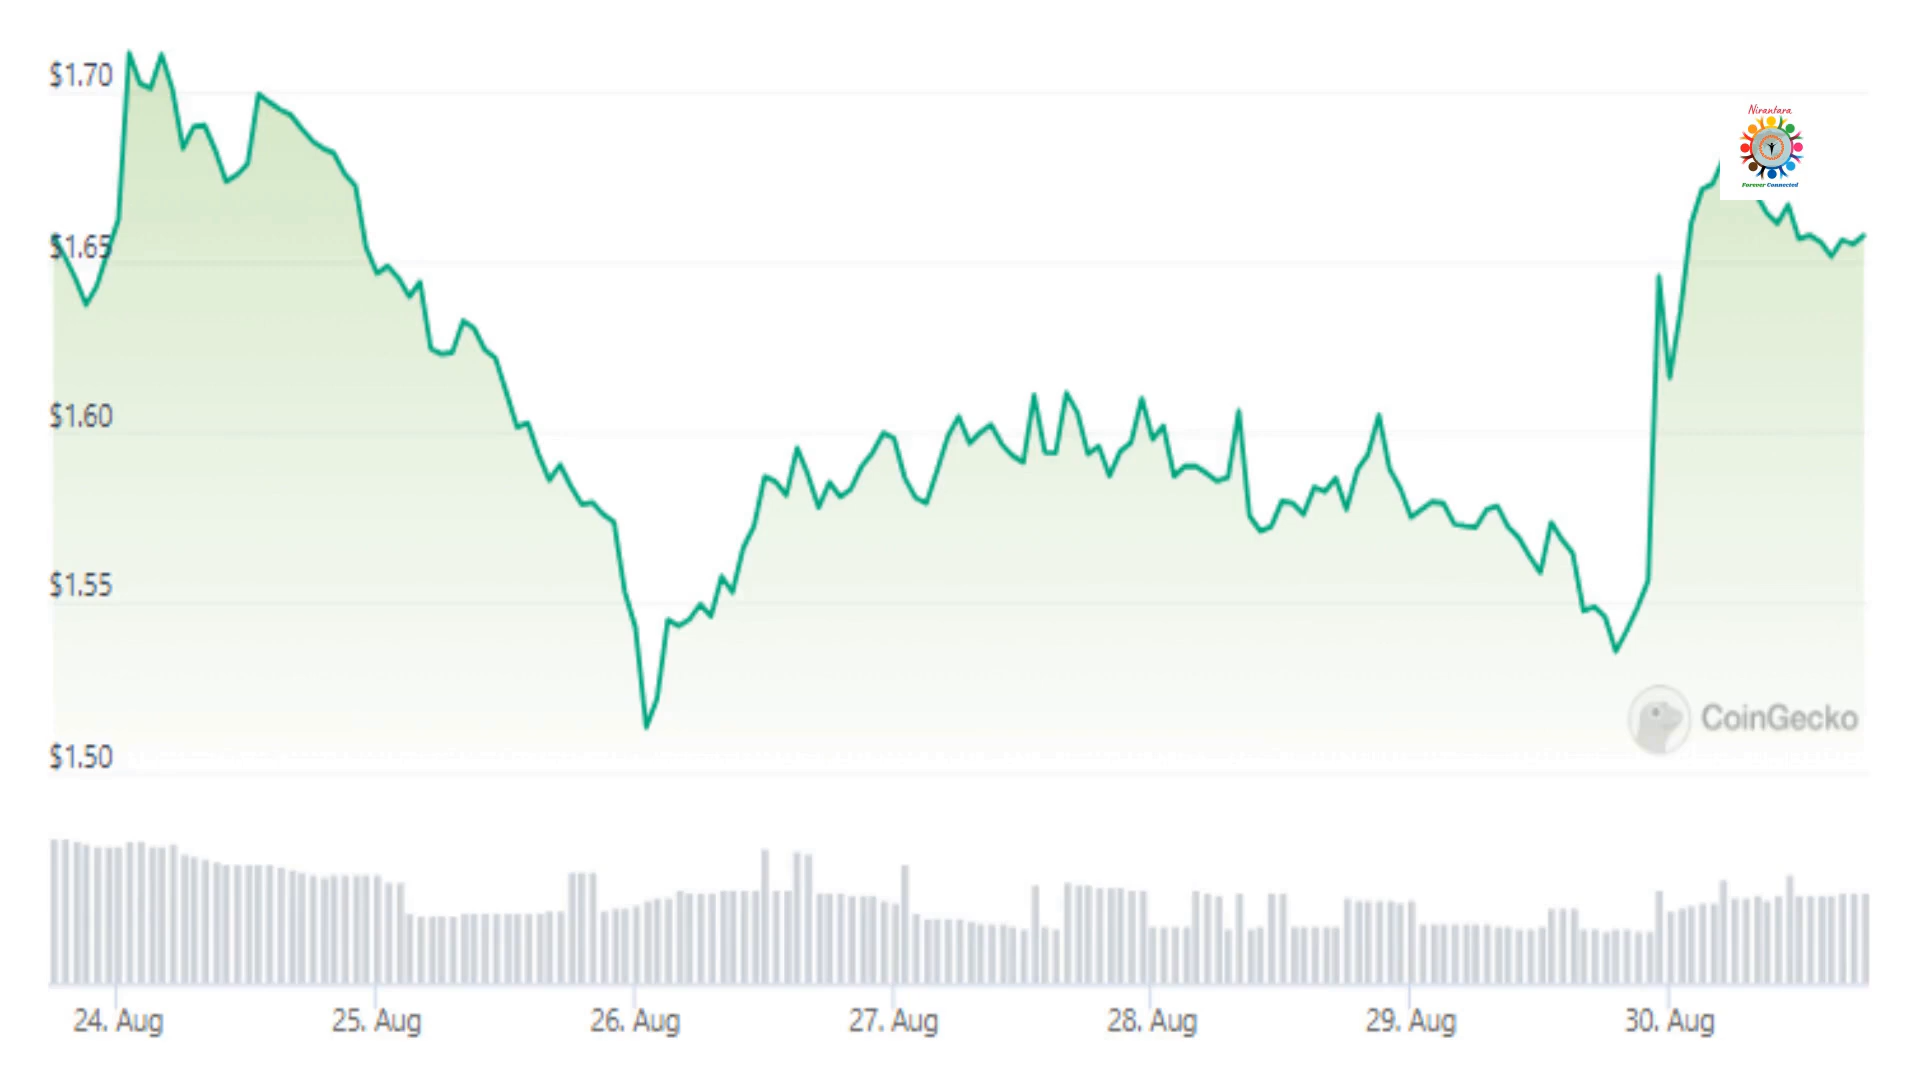 $1.70
Nirantara
Forever Connected
$1.65
$1.60
$1.55
CoinGecko
$1.50
24. Aug
25. Aug
26. Aug
27. Aug
28. Aug
29. Aug
30. Aug